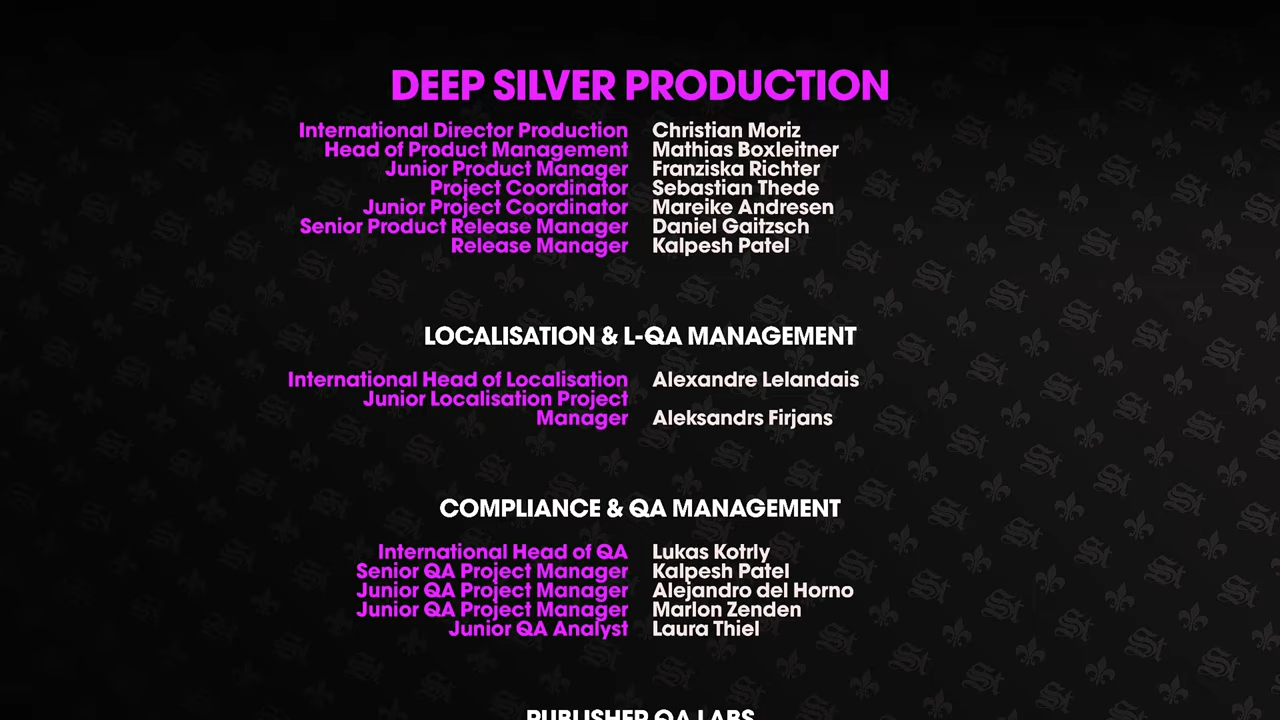 DEEP SILVER PRODUCTION
International Director Production Christian Moriz
Head of Product Management Mathias Boxleitner
Junior Product Manager Franziska Richter
Project Coordinator Sebastian Thede
Junior Project Coordinator Mareike Andresen
Senior Product Release Manager Daniel Gaitzsch
Release Manager Kalpesh Patel
LOCALISATION & L-QA MANAGEMENT
International Head of Localisation Alexandre Lelandais
Junior Localisation Project
Manager Aleksandrs Firjans
COMPLIANCE & QA MANAGEMENT
International Head of QA Lukas Kotrly
Senior QA Project Manager Kalpesh Patel
Junior QA Project Manager Alejandro del Horno
Junior QA Project Manager Marlon Zenden
Junior QA Analyst Laura Thiel
PUBLISHER QA LABS